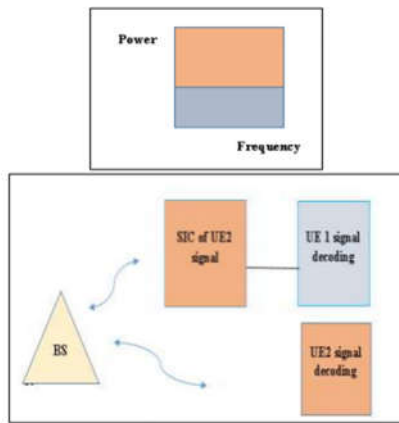 Power
Frequency
SIC of UE2
signal
UE 1 signal
decoding
BS
UE2 signal
decoding